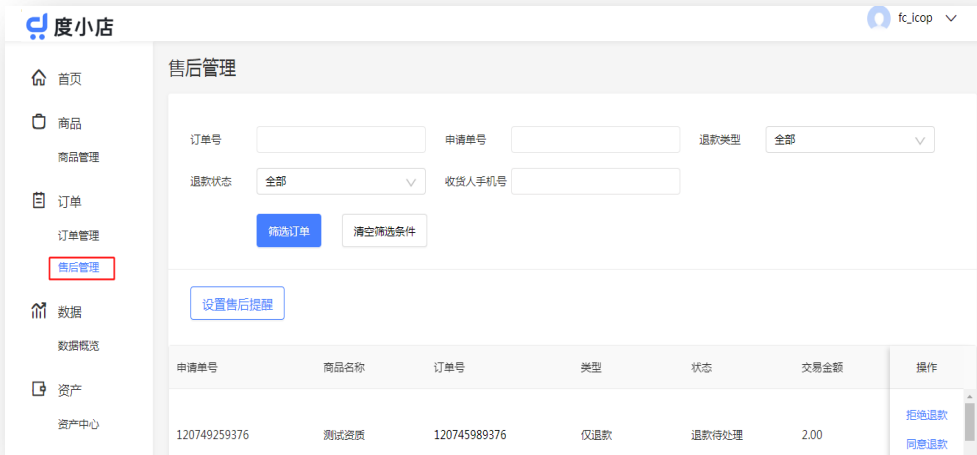 度小店
fc_icop
首页
商品
商品管理
订单
订单管理
售后管理
数据
数据概览
资产
资产中心
售后管理
订单号
申请单号
退款类型 全部
退款状态 全部
收货人手机号
筛选订单 清空筛选条件
设置售后提醒
申请单号 商品名称 订单号 类型 状态 交易金额 操作
120749259376 测试资质 120745989376 仅退款 退款待处理 2.00
拒绝退款
同意退款